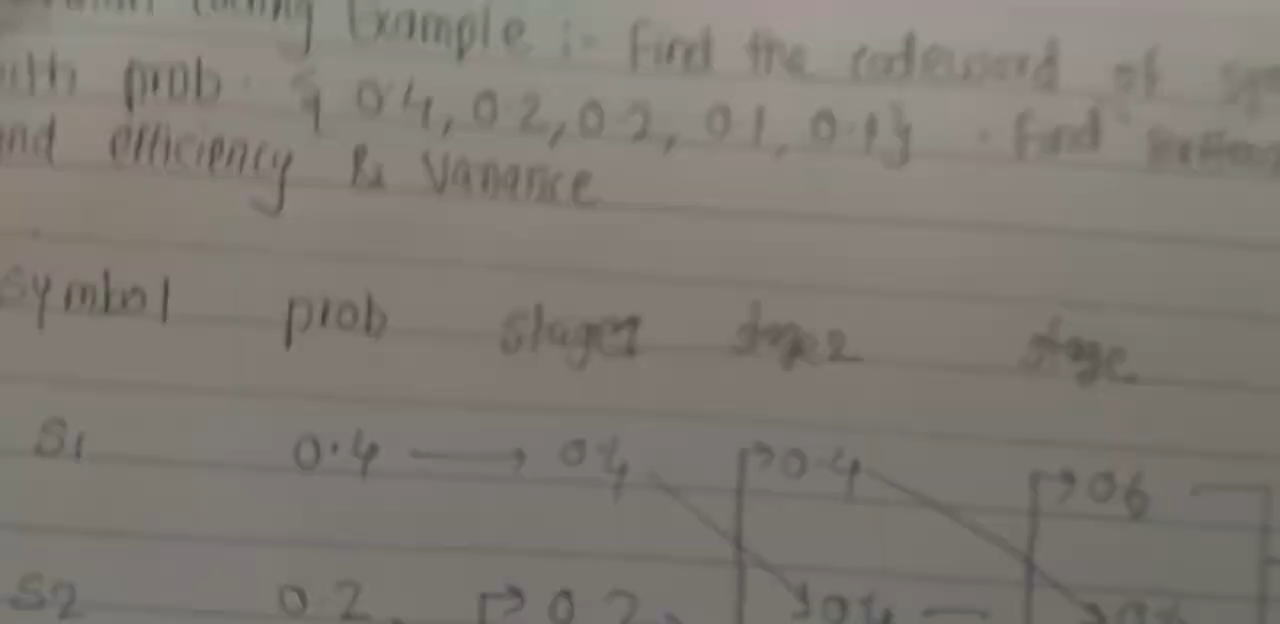 Example :- Find the codeword of
prob. { 0.4, 0.2, 0.2, 0.1, 0.1} . Find
and efficiency & Variance
symbol prob stage1 stage2 stage
S1 0.4 → 0.4 0.4 0.6
S2 0.2 0.2 0.4